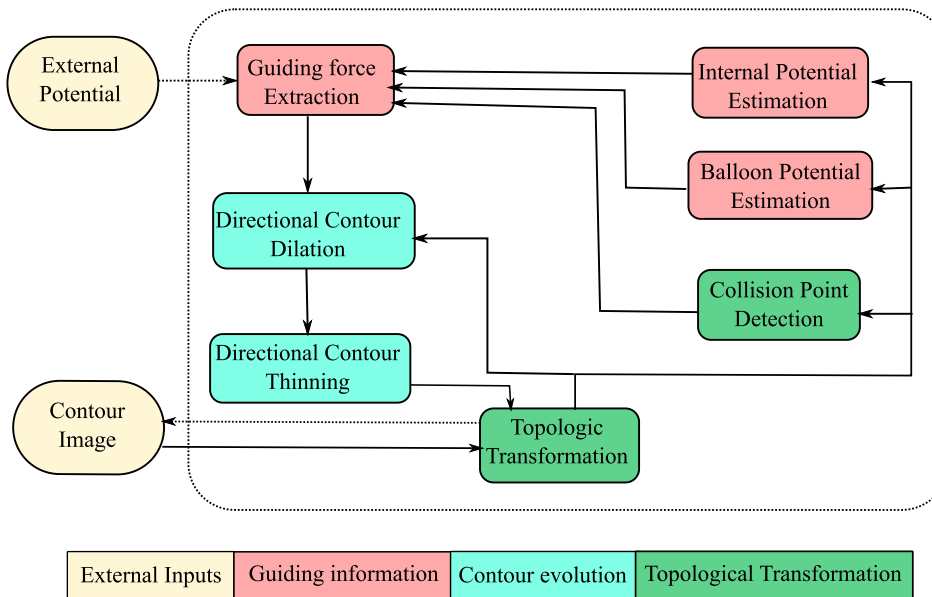 External
Potential
Guiding force
Extraction
Internal Potential
Estimation
Balloon Potential
Estimation
Directional Contour
Dilation
Collision Point
Detection
Directional Contour
Thinning
Contour
Image
Topologic
Transformation
External Inputs
Guiding information
Contour evolution
Topological Transformation